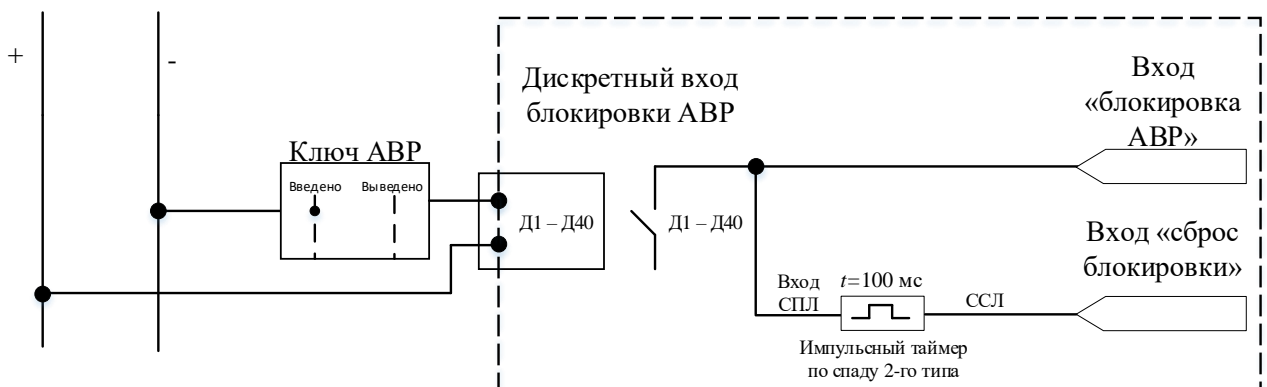 +
-
Дискретный вход
блокировки АВР
Вход
«блокировка
АВР»
Ключ АВР
Введено Выведено
Д1 – Д40
Д1 – Д40
Вход «сброс
блокировки»
Вход
СПЛ
t=100 мс
ССЛ
Импульсный таймер
по спаду 2-го типа